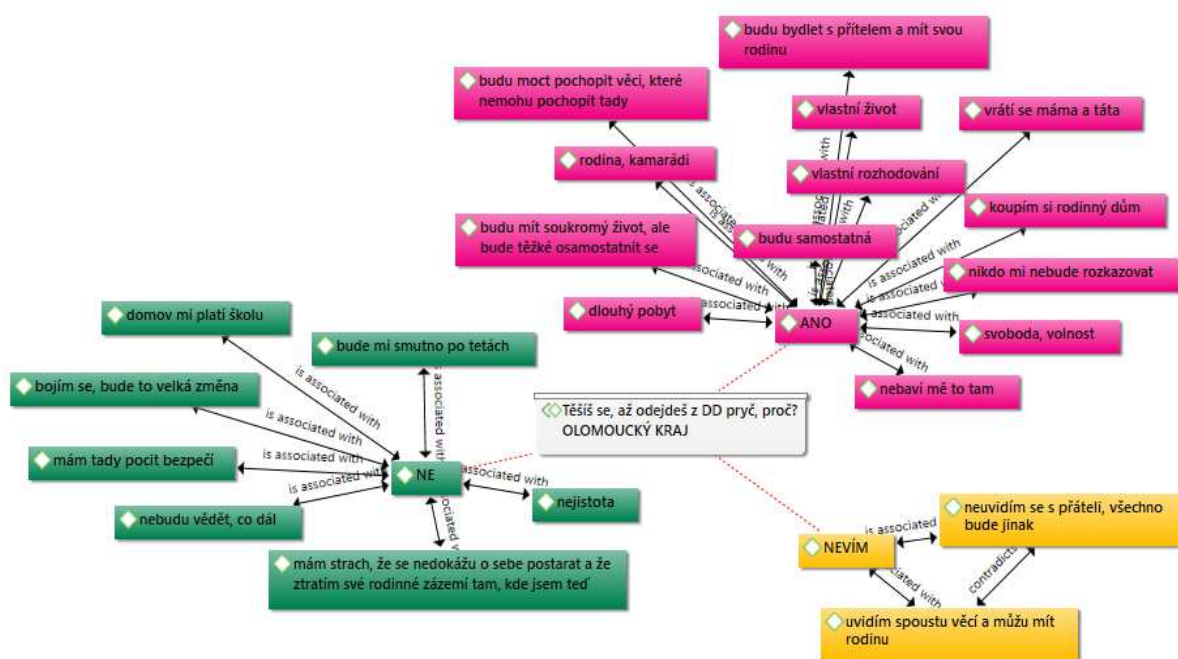 budu bydlet s přítelem a mít svou
rodinu
budu moct pochopit věci, které
nemohu pochopit tady
vlastní život
vrátí se máma a táta
rodina, kamarádi
vlastní rozhodování
koupím si rodinný dům
budu mít soukromý život, ale
bude těžké osamostatnit se
budu samostatná
nikdo mi nebude rozkazovat
dlouhý pobyt
ANO
svoboda, volnost
nebaví mě to tam
is associated with
is associated with
domov mi platí školu
bude mi smutno po tetách
bojím se, bude to velká změna
mám tady pocit bezpečí
nebudu vědět, co dál
NE
nejistota
mám strach, že se nedokážu o sebe postarat a že
ztratím své rodinné zázemí tam, kde jsem teď
is associated with
is associated with
is associated with
is associated with
is associated with
Těšíš se, až odejdeš z DD pryč, proč?
OLOMOUCKÝ KRAJ
NEVÍM
neuvidím se s přáteli, všechno
bude jinak
is associated
contradicts
uvidím spoustu věcí a můžu mít
rodinu